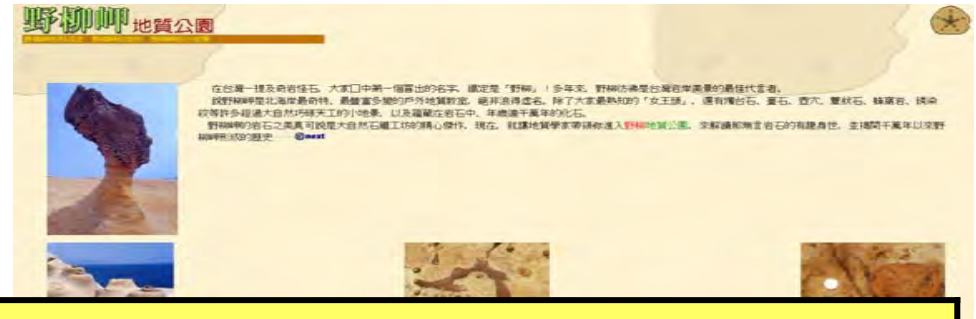 野柳岬地質公園
在台灣一提及奇岩怪石，大家口中第一個冒出的名字，鐵定是「野柳」！多年來，野柳彷彿是台灣岩岸美景的最佳代言者。
說野柳岬是北海岸最奇特、最豐富多變的戶外地質教室，絕非浪得虛名。除了大家最熟知的「女王頭」，還有燭台石、薑石、壺穴、蕈狀石、蜂窩岩、銹染
紋等許多經過大自然巧琢天工的小地景，以及蘊藏在岩石中、年歲逾千萬年的化石。
野柳岬的岩石之美真可說是大自然石雕工坊的精心傑作，現在，就讓地質學家帶領你進入野柳地質公園，來解讀那無言岩石的有趣身世，並揭開千萬年以來野
柳岬形成的歷史……@next